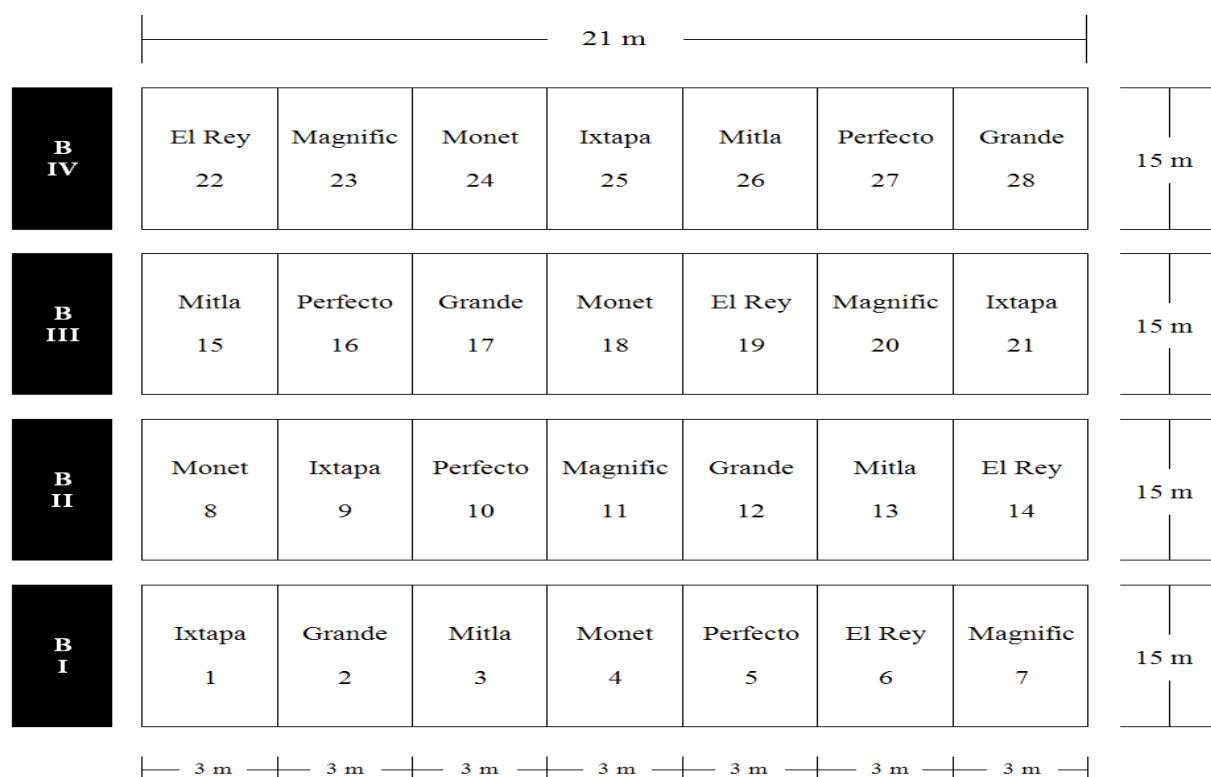 21 m
B
IV
El Rey Magnific Monet Ixtapa Mitla Perfecto Grande
22 23 24 25 26 27 28
15 m
B
III
Mitla Perfecto Grande Monet El Rey Magnific Ixtapa
15 16 17 18 19 20 21
15 m
B
II
Monet Ixtapa Perfecto Magnific Grande Mitla El Rey
8 9 10 11 12 13 14
15 m
B
I
Ixtapa Grande Mitla Monet Perfecto El Rey Magnific
1 2 3 4 5 6 7
15 m
3 m 3 m 3 m 3 m 3 m 3 m 3 m